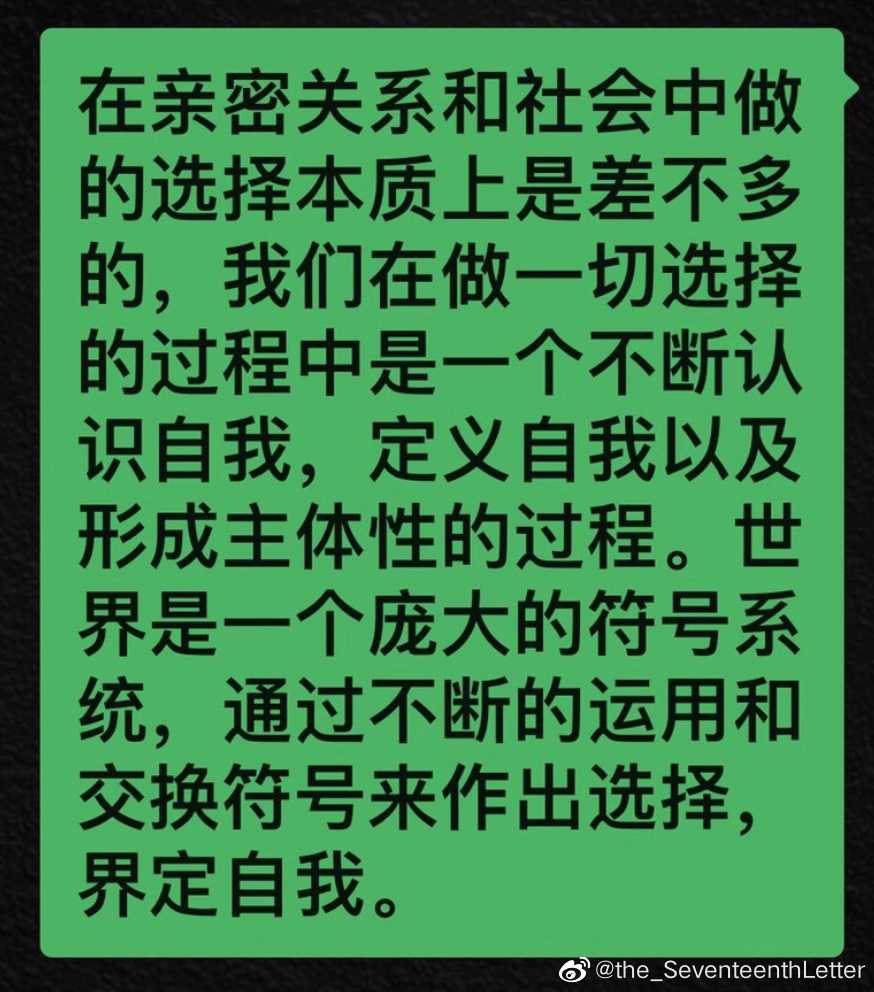 在亲密关系和社会中做
的选择本质上是差不多
的，我们在做一切选择
的过程中是一个不断认
识自我，定义自我以及
形成主体性的过程。世
界是一个庞大的符号系
统，通过不断的运用和
交换符号来作出选择，
界定自我。
@the_SeventeenthLetter